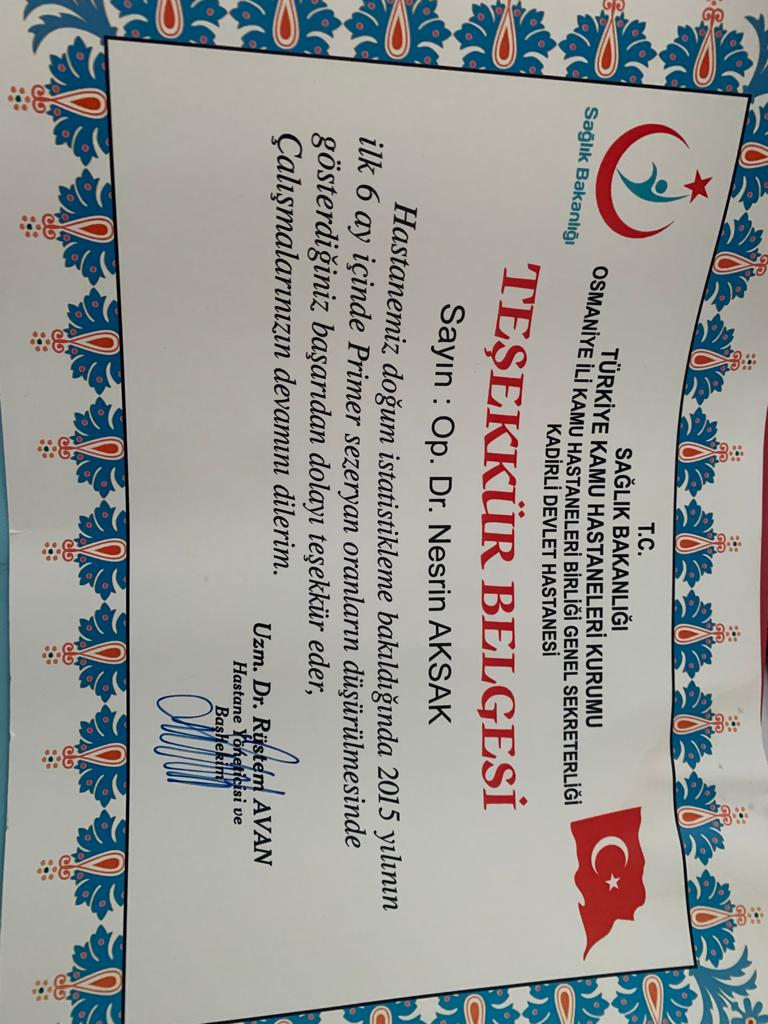 Sağlık Bakanlığı
T.C.
SAĞLIK BAKANLIĞI
TÜRKİYE KAMU HASTANELERİ KURUMU
OSMANİYE İLİ KAMU HASTANELERİ BİRLİĞİ GENEL SEKRETERLİĞİ
KADİRLİ DEVLET HASTANESİ
TEŞEKKÜR BELGESİ
Sayın : Op. Dr. Nesrin AKSAK
Hastanemiz doğum istatistikleme bakıldığında 2015 yılının
ilk 6 ay içinde Primer sezeryan oranların düşürülmesinde
gösterdiğiniz başarıdan dolayı teşekkür eder,
Çalışmalarınızın devamını dilerim.
Uzm. Dr. Rüstem AVAN
Hastane Yöneticisi ve
Başhekim